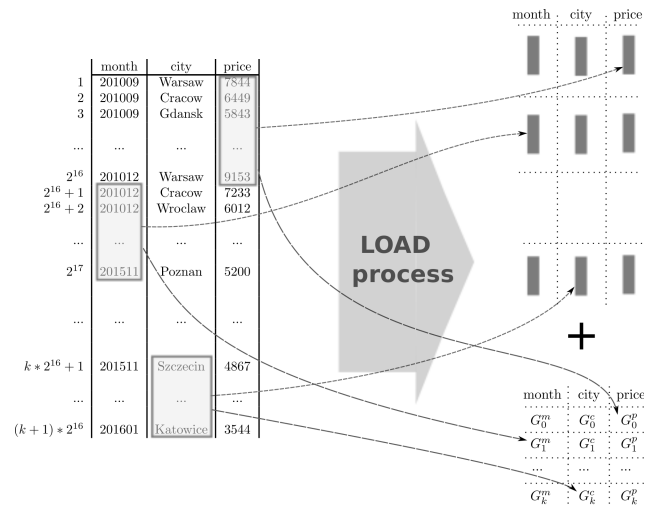 month city price
month city price
1 201009 Warsaw 7844
2 201009 Cracow 6449
3 201009 Gdansk 5843
... ... ...
2^16 201012 Warsaw 9153
2^16 + 1 201012 Cracow 7233
2^16 + 2 201012 Wroclaw 6012
... ... ...
2^17 201511 Poznan 5200
... ... ...
k * 2^16 + 1 201511 Szczecin 4867
... ... ... ...
(k + 1) * 2^16 201601 Katowice 3544
LOAD
process
+
month city price
G_0^m G_0^c G_0^p
G_1^m G_1^c G_1^p
... ... ...
G_k^m G_k^c G_k^p